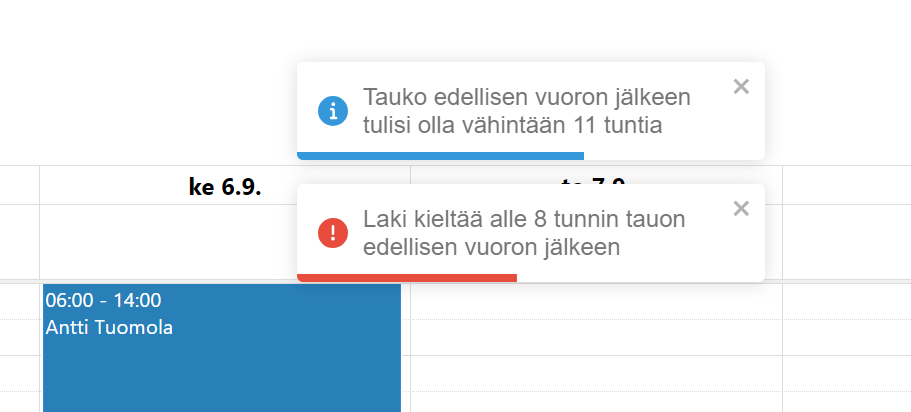 Tauko edellisen vuoron jälkeen
tulisi olla vähintään 11 tuntia
ke 6.9.
Laki kieltää alle 8 tunnin tauon
edellisen vuoron jälkeen
06:00 - 14:00
Antti Tuomola